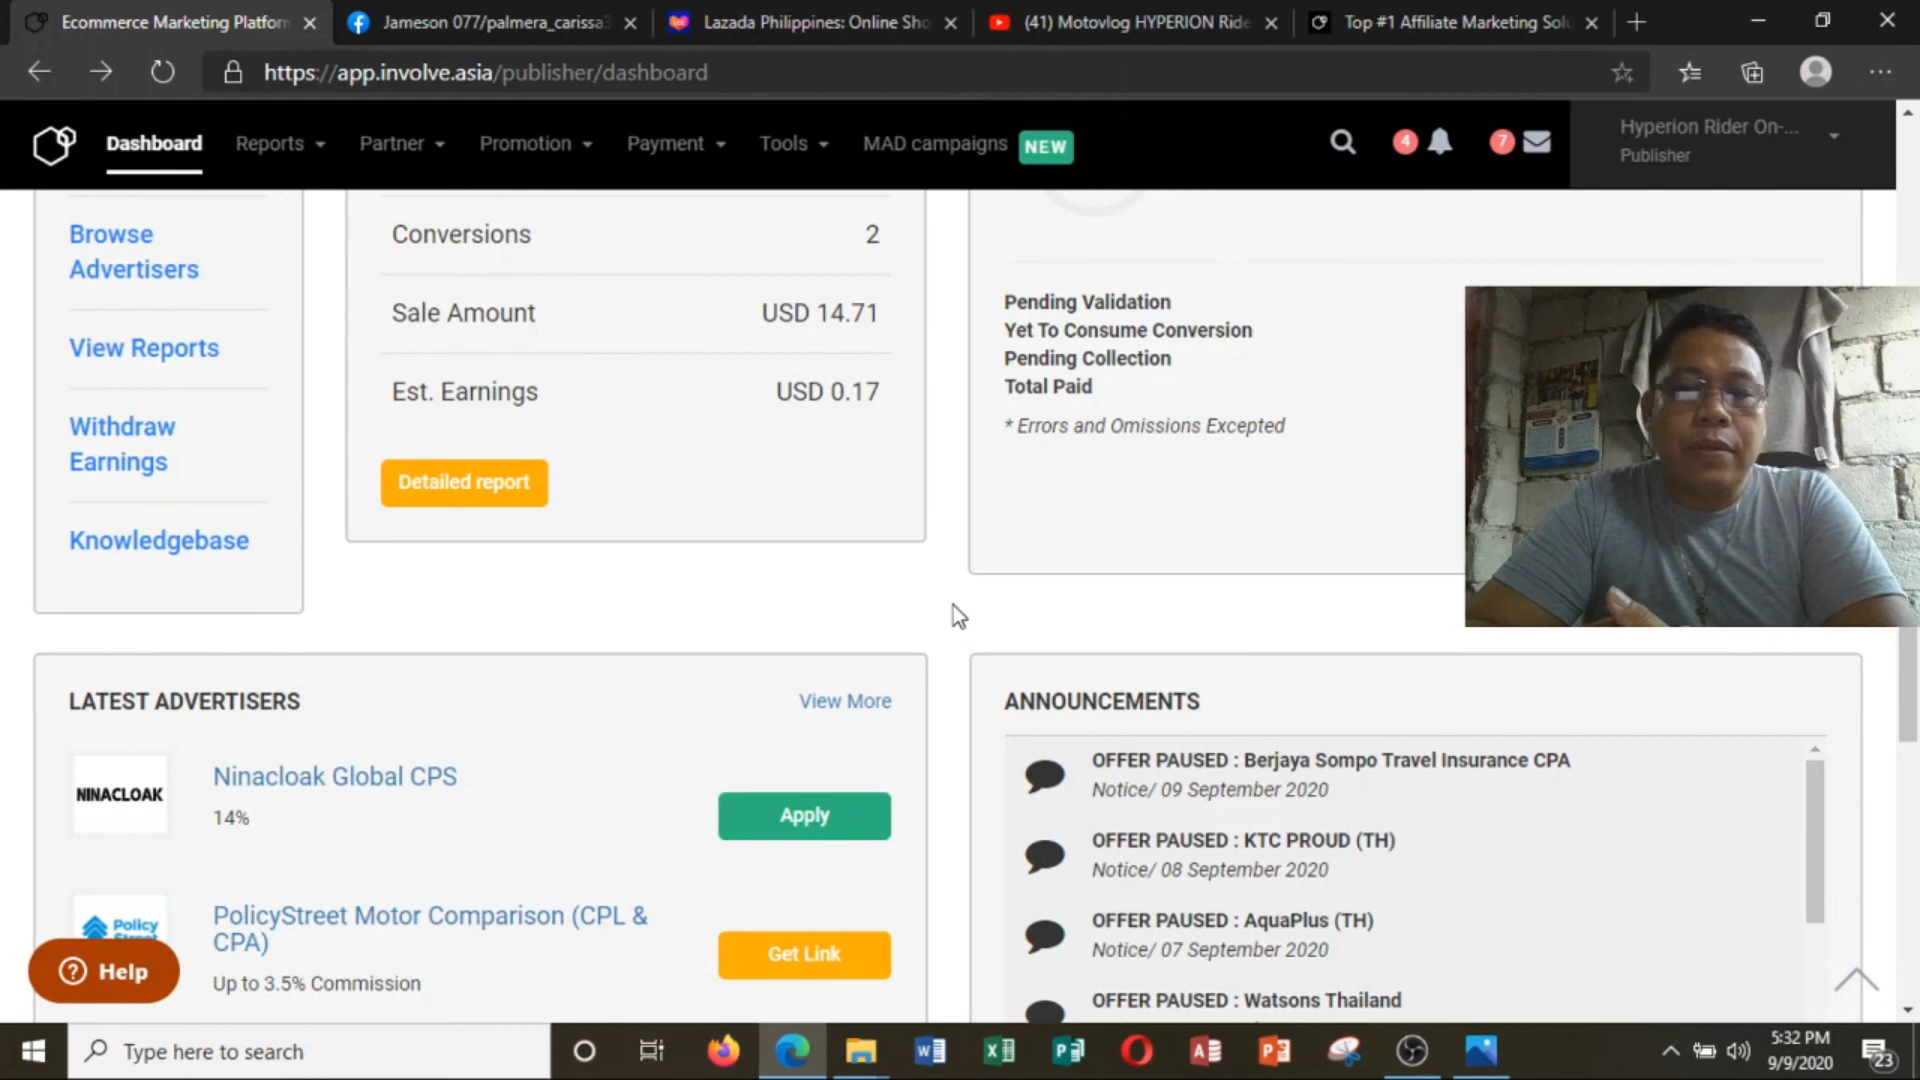 Ecommerce Marketing Platform
Jameson 077/palmera_carissa3
Lazada Philippines: Online Sho
(41) Motovlog HYPERION Ride
Top #1 Affiliate Marketing Solu
https://app.involve.asia/publisher/dashboard
Dashboard
Reports
Partner
Promotion
Payment
Tools
MAD campaigns
NEW
4
7
Hyperion Rider On-...
Publisher
Browse
Advertisers
View Reports
Withdraw
Earnings
Knowledgebase
Conversions 2
Sale Amount USD 14.71
Est. Earnings USD 0.17
Detailed report
Pending Validation
Yet To Consume Conversion
Pending Collection
Total Paid
* Errors and Omissions Excepted
LATEST ADVERTISERS
View More
NINACLOAK
Ninacloak Global CPS
14%
Apply
Policy
Street
PolicyStreet Motor Comparison (CPL &
CPA)
Up to 3.5% Commission
Get Link
Help
ANNOUNCEMENTS
OFFER PAUSED : Berjaya Sompo Travel Insurance CPA
Notice/ 09 September 2020
OFFER PAUSED : KTC PROUD (TH)
Notice/ 08 September 2020
OFFER PAUSED : AquaPlus (TH)
Notice/ 07 September 2020
OFFER PAUSED : Watsons Thailand
Type here to search
5:32 PM
9/9/2020
23